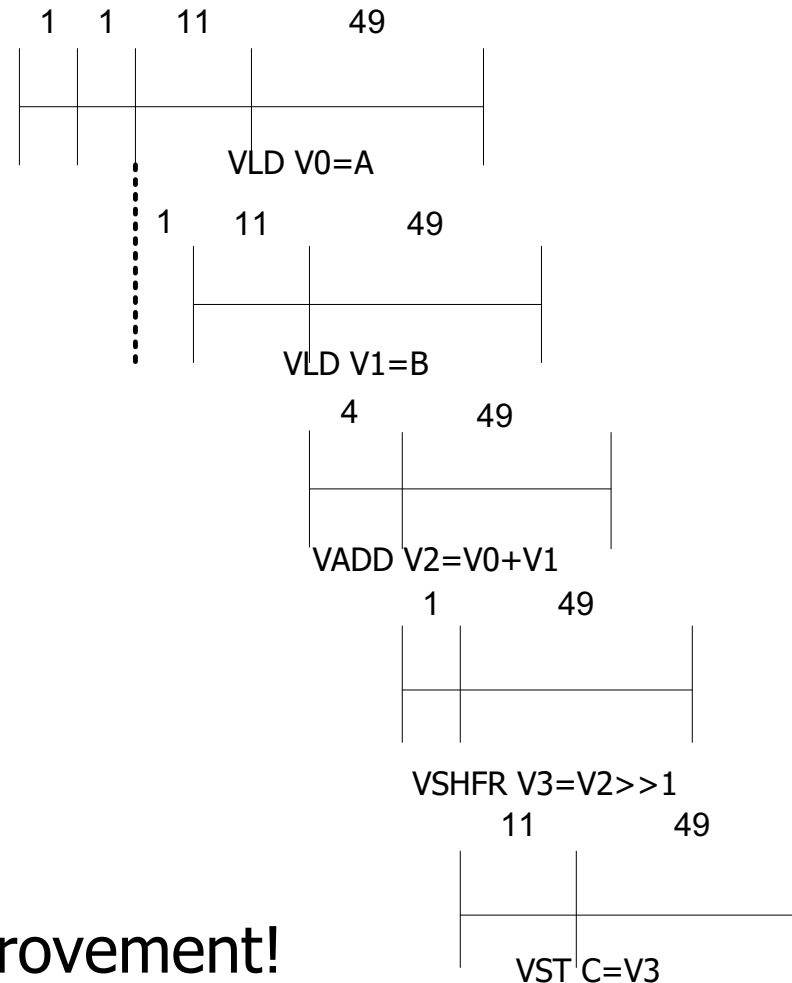 1 1 11 49
VLD V0=A
1 11 49
VLD V1=B
4 49
VADD V2=V0+V1
1 49
VSHFR V3=V2>>1
11 49
rovement!
VST C=V3